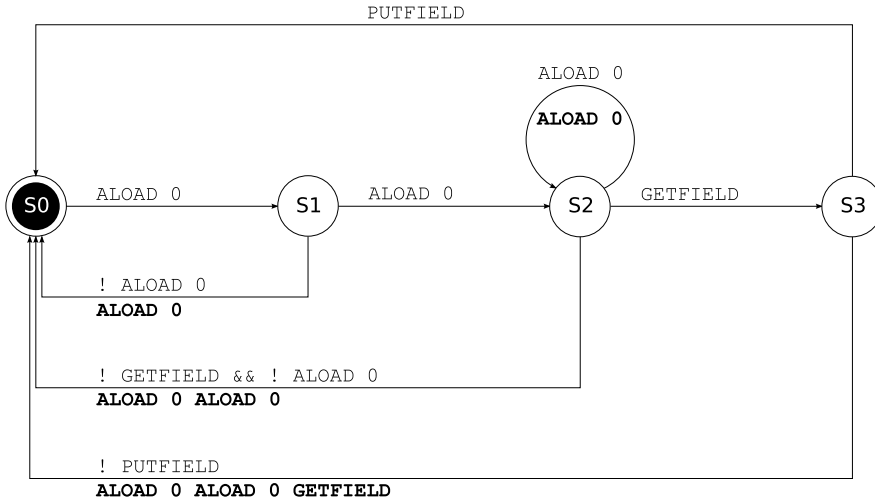 PUTFIELD
ALOAD 0
ALOAD 0
S0
ALOAD 0
S1
ALOAD 0
S2
GETFIELD
S3
! ALOAD 0
ALOAD 0
! GETFIELD && ! ALOAD 0
ALOAD 0 ALOAD 0
! PUTFIELD
ALOAD 0 ALOAD 0 GETFIELD